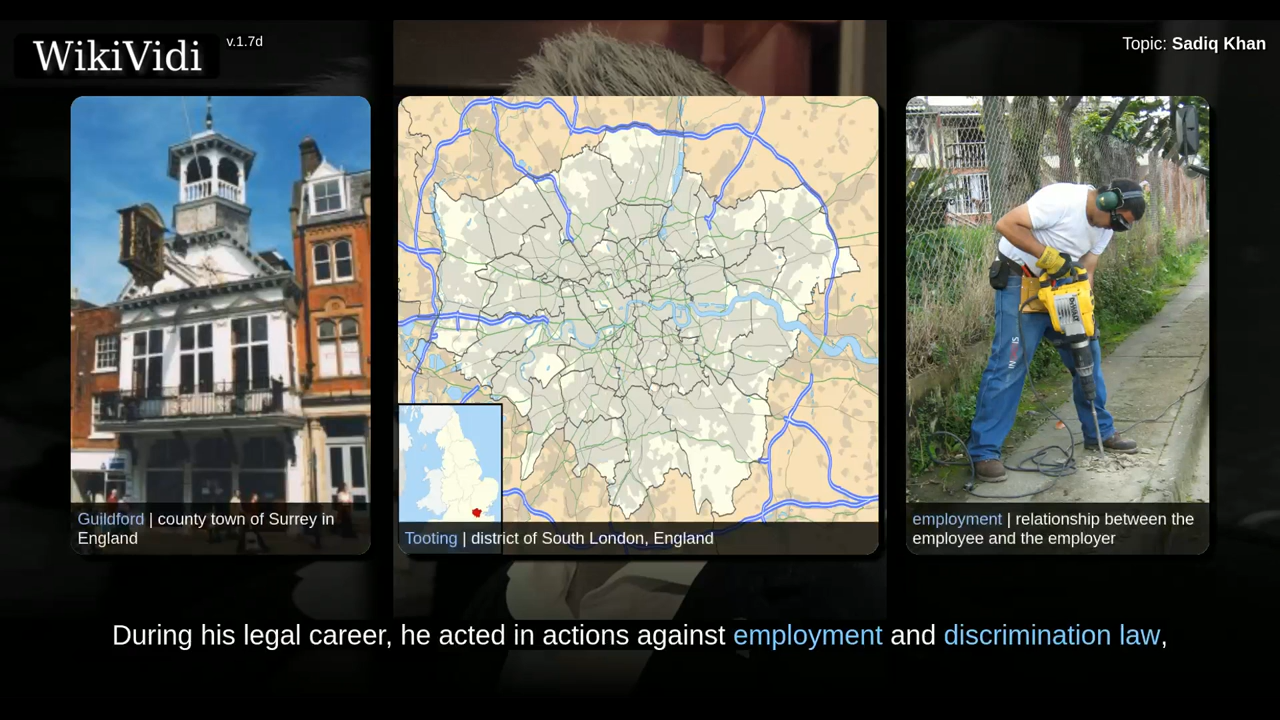 WikiVidi
v.1.7d
Topic: Sadiq Khan
Guildford | county town of Surrey in
England
Tooting | district of South London, England
employment | relationship between the
employee and the employer
During his legal career, he acted in actions against employment and discrimination law,